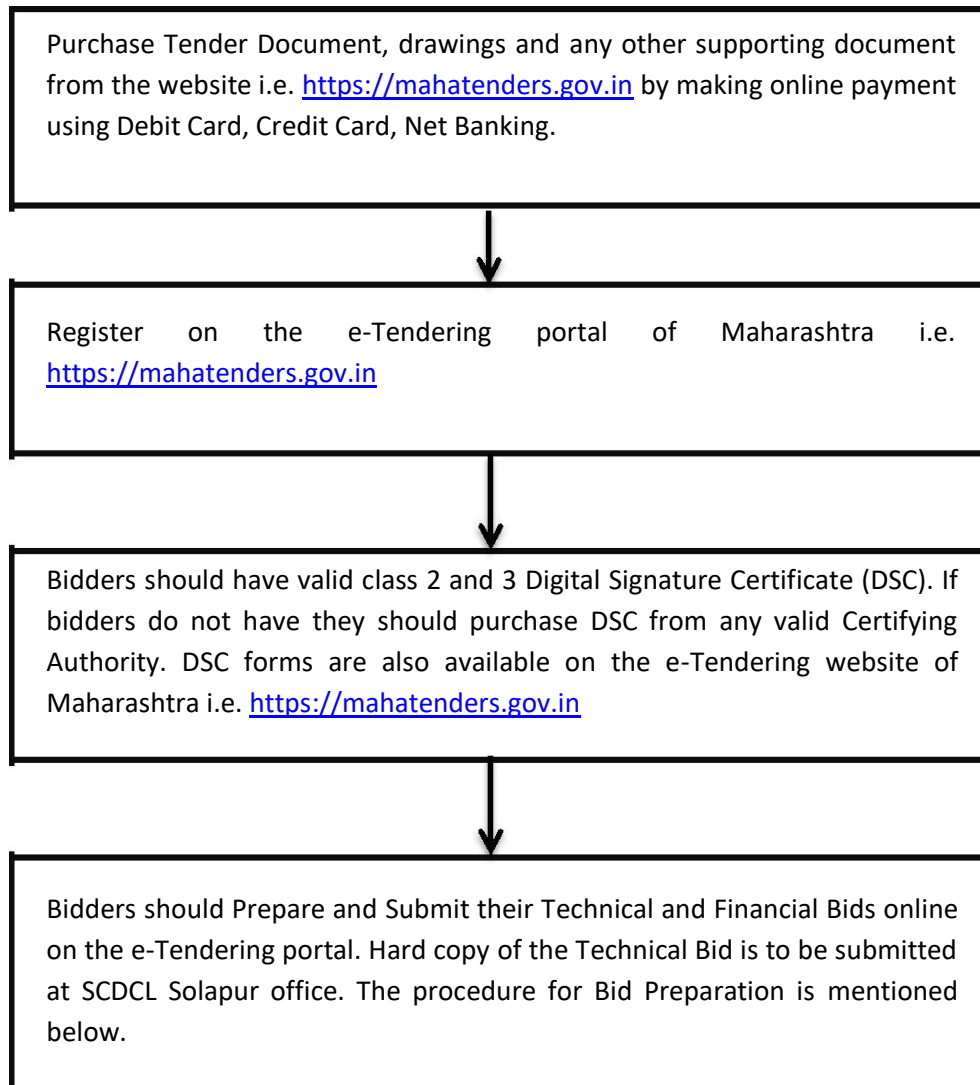 Purchase Tender Document, drawings and any other supporting document
from the website i.e. https://mahatenders.gov.in by making online payment
using Debit Card, Credit Card, Net Banking.
Register on the e-Tendering portal of Maharashtra i.e.
https://mahatenders.gov.in
Bidders should have valid class 2 and 3 Digital Signature Certificate (DSC). If
bidders do not have they should purchase DSC from any valid Certifying
Authority. DSC forms are also available on the e-Tendering website of
Maharashtra i.e. https://mahatenders.gov.in
Bidders should Prepare and Submit their Technical and Financial Bids online
on the e-Tendering portal. Hard copy of the Technical Bid is to be submitted
at SCDCL Solapur office. The procedure for Bid Preparation is mentioned
below.